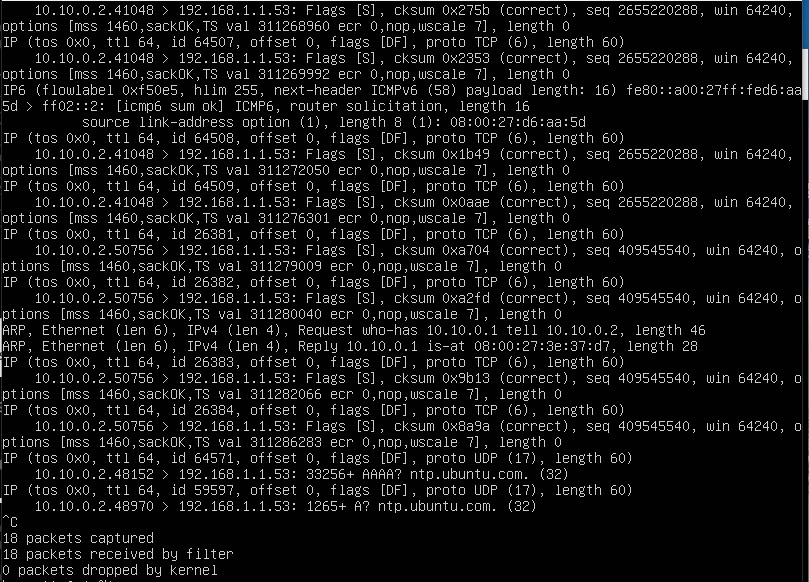 10.10.0.2.41048 > 192.168.1.1.53: Flags [S], cksum 0x275b (correct), seq 2655220288, win 64240,
options [mss 1460,sackOK,TS val 311268960 ecr 0,nop,wscale 7], length 0
IP (tos 0x0, ttl 64, id 64507, offset 0, flags [DF], proto TCP (6), length 60)
    10.10.0.2.41048 > 192.168.1.1.53: Flags [S], cksum 0x2353 (correct), seq 2655220288, win 64240,
options [mss 1460,sackOK,TS val 311269992 ecr 0,nop,wscale 7], length 0
IP6 (flowlabel 0xf50e5, hlim 255, next-header ICMPv6 (58) payload length: 16) fe80::a00:27ff:fed6:aa
5d > ff02::2: [icmp6 sum ok] ICMP6, router solicitation, length 16
          source link-address option (1), length 8 (1): 08:00:27:d6:aa:5d
IP (tos 0x0, ttl 64, id 64508, offset 0, flags [DF], proto TCP (6), length 60)
    10.10.0.2.41048 > 192.168.1.1.53: Flags [S], cksum 0x1b49 (correct), seq 2655220288, win 64240,
options [mss 1460,sackOK,TS val 311272050 ecr 0,nop,wscale 7], length 0
IP (tos 0x0, ttl 64, id 64509, offset 0, flags [DF], proto TCP (6), length 60)
    10.10.0.2.41048 > 192.168.1.1.53: Flags [S], cksum 0x0aae (correct), seq 2655220288, win 64240,
options [mss 1460,sackOK,TS val 311276301 ecr 0,nop,wscale 7], length 0
IP (tos 0x0, ttl 64, id 26381, offset 0, flags [DF], proto TCP (6), length 60)
    10.10.0.2.50756 > 192.168.1.1.53: Flags [S], cksum 0xa704 (correct), seq 409545540, win 64240, o
ptions [mss 1460,sackOK,TS val 311279009 ecr 0,nop,wscale 7], length 0
IP (tos 0x0, ttl 64, id 26382, offset 0, flags [DF], proto TCP (6), length 60)
    10.10.0.2.50756 > 192.168.1.1.53: Flags [S], cksum 0xa2fd (correct), seq 409545540, win 64240, o
ptions [mss 1460,sackOK,TS val 311280040 ecr 0,nop,wscale 7], length 0
ARP, Ethernet (len 6), IPv4 (len 4), Request who-has 10.10.0.1 tell 10.10.0.2, length 46
ARP, Ethernet (len 6), IPv4 (len 4), Reply 10.10.0.1 is-at 08:00:27:3e:37:d7, length 28
IP (tos 0x0, ttl 64, id 26383, offset 0, flags [DF], proto TCP (6), length 60)
    10.10.0.2.50756 > 192.168.1.1.53: Flags [S], cksum 0x9b13 (correct), seq 409545540, win 64240, o
ptions [mss 1460,sackOK,TS val 311282066 ecr 0,nop,wscale 7], length 0
IP (tos 0x0, ttl 64, id 26384, offset 0, flags [DF], proto TCP (6), length 60)
    10.10.0.2.50756 > 192.168.1.1.53: Flags [S], cksum 0x8a9a (correct), seq 409545540, win 64240, o
ptions [mss 1460,sackOK,TS val 311286283 ecr 0,nop,wscale 7], length 0
IP (tos 0x0, ttl 64, id 64571, offset 0, flags [DF], proto UDP (17), length 60)
    10.10.0.2.48152 > 192.168.1.1.53: 33256+ AAAA? ntp.ubuntu.com. (32)
IP (tos 0x0, ttl 64, id 59597, offset 0, flags [DF], proto UDP (17), length 60)
    10.10.0.2.48970 > 192.168.1.1.53: 1265+ A? ntp.ubuntu.com. (32)
^C
18 packets captured
18 packets received by filter
0 packets dropped by kernel